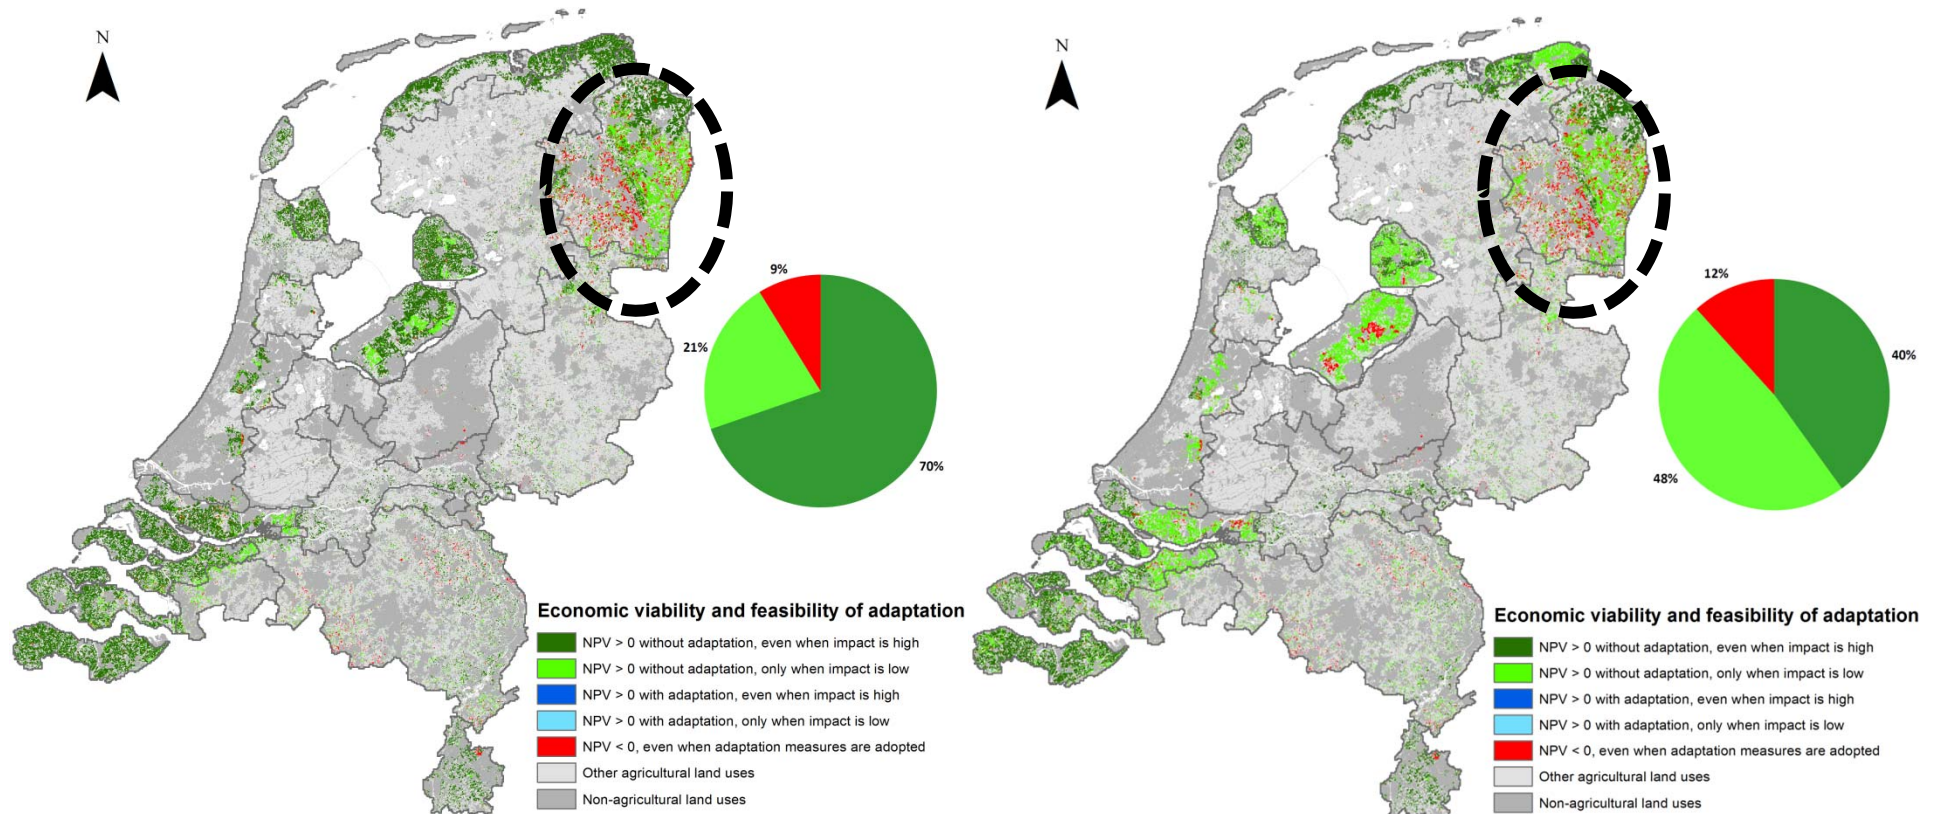 N
9%
21%
70%
Economic viability and feasibility of adaptation
NPV > 0 without adaptation, even when impact is high
NPV > 0 without adaptation, only when impact is low
NPV > 0 with adaptation, even when impact is high
NPV > 0 with adaptation, only when impact is low
NPV < 0, even when adaptation measures are adopted
Other agricultural land uses
Non-agricultural land uses
N
12%
40%
48%
Economic viability and feasibility of adaptation
NPV > 0 without adaptation, even when impact is high
NPV > 0 without adaptation, only when impact is low
NPV > 0 with adaptation, even when impact is high
NPV > 0 with adaptation, only when impact is low
NPV < 0, even when adaptation measures are adopted
Other agricultural land uses
Non-agricultural land uses